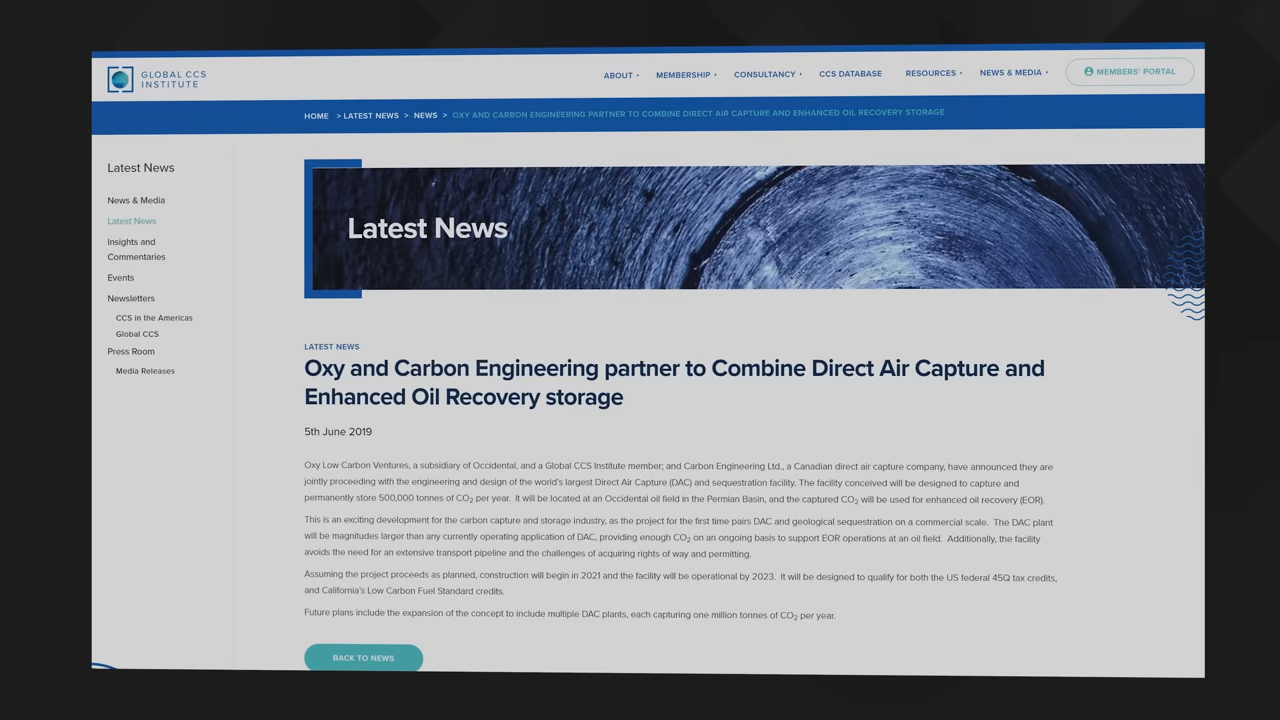 GLOBAL CCS
INSTITUTE
ABOUT
MEMBERSHIP
CONSULTANCY
CCS DATABASE
RESOURCES
NEWS & MEDIA
MEMBERS' PORTAL
HOME > LATEST NEWS > NEWS > OXY AND CARBON ENGINEERING PARTNER TO COMBINE DIRECT AIR CAPTURE AND ENHANCED OIL RECOVERY STORAGE
Latest News
News & Media
Latest News
Insights and
Commentaries
Events
Newsletters
CCS in the Americas
Global CCS
Press Room
Media Releases
Latest News
LATEST NEWS
Oxy and Carbon Engineering partner to Combine Direct Air Capture and
Enhanced Oil Recovery storage
5th June 2019
Oxy Low Carbon Ventures, a subsidiary of Occidental, and a Global CCS Institute member; and Carbon Engineering Ltd., a Canadian direct air capture company, have announced they are
jointly proceeding with the engineering and design of the world's largest Direct Air Capture (DAC) and sequestration facility. The facility conceived will be designed to capture and
permanently store 500,000 tonnes of CO2 per year. It will be located at an Occidental oil field in the Permian Basin, and the captured CO2 will be used for enhanced oil recovery (EOR).
This is an exciting development for the carbon capture and storage industry, as the project for the first time pairs DAC and geological sequestration on a commercial scale. The DAC plant
will be magnitudes larger than any currently operating application of DAC, providing enough CO2 on an ongoing basis to support EOR operations at an oil field. Additionally, the facility
avoids the need for an extensive transport pipeline and the challenges of acquiring rights of way and permitting.
Assuming the project proceeds as planned, construction will begin in 2021 and the facility will be operational by 2023. It will be designed to qualify for both the US federal 45Q tax credits,
and California's Low Carbon Fuel Standard credits.
Future plans include the expansion of the concept to include multiple DAC plants, each capturing one million tonnes of CO2 per year.
BACK TO NEWS